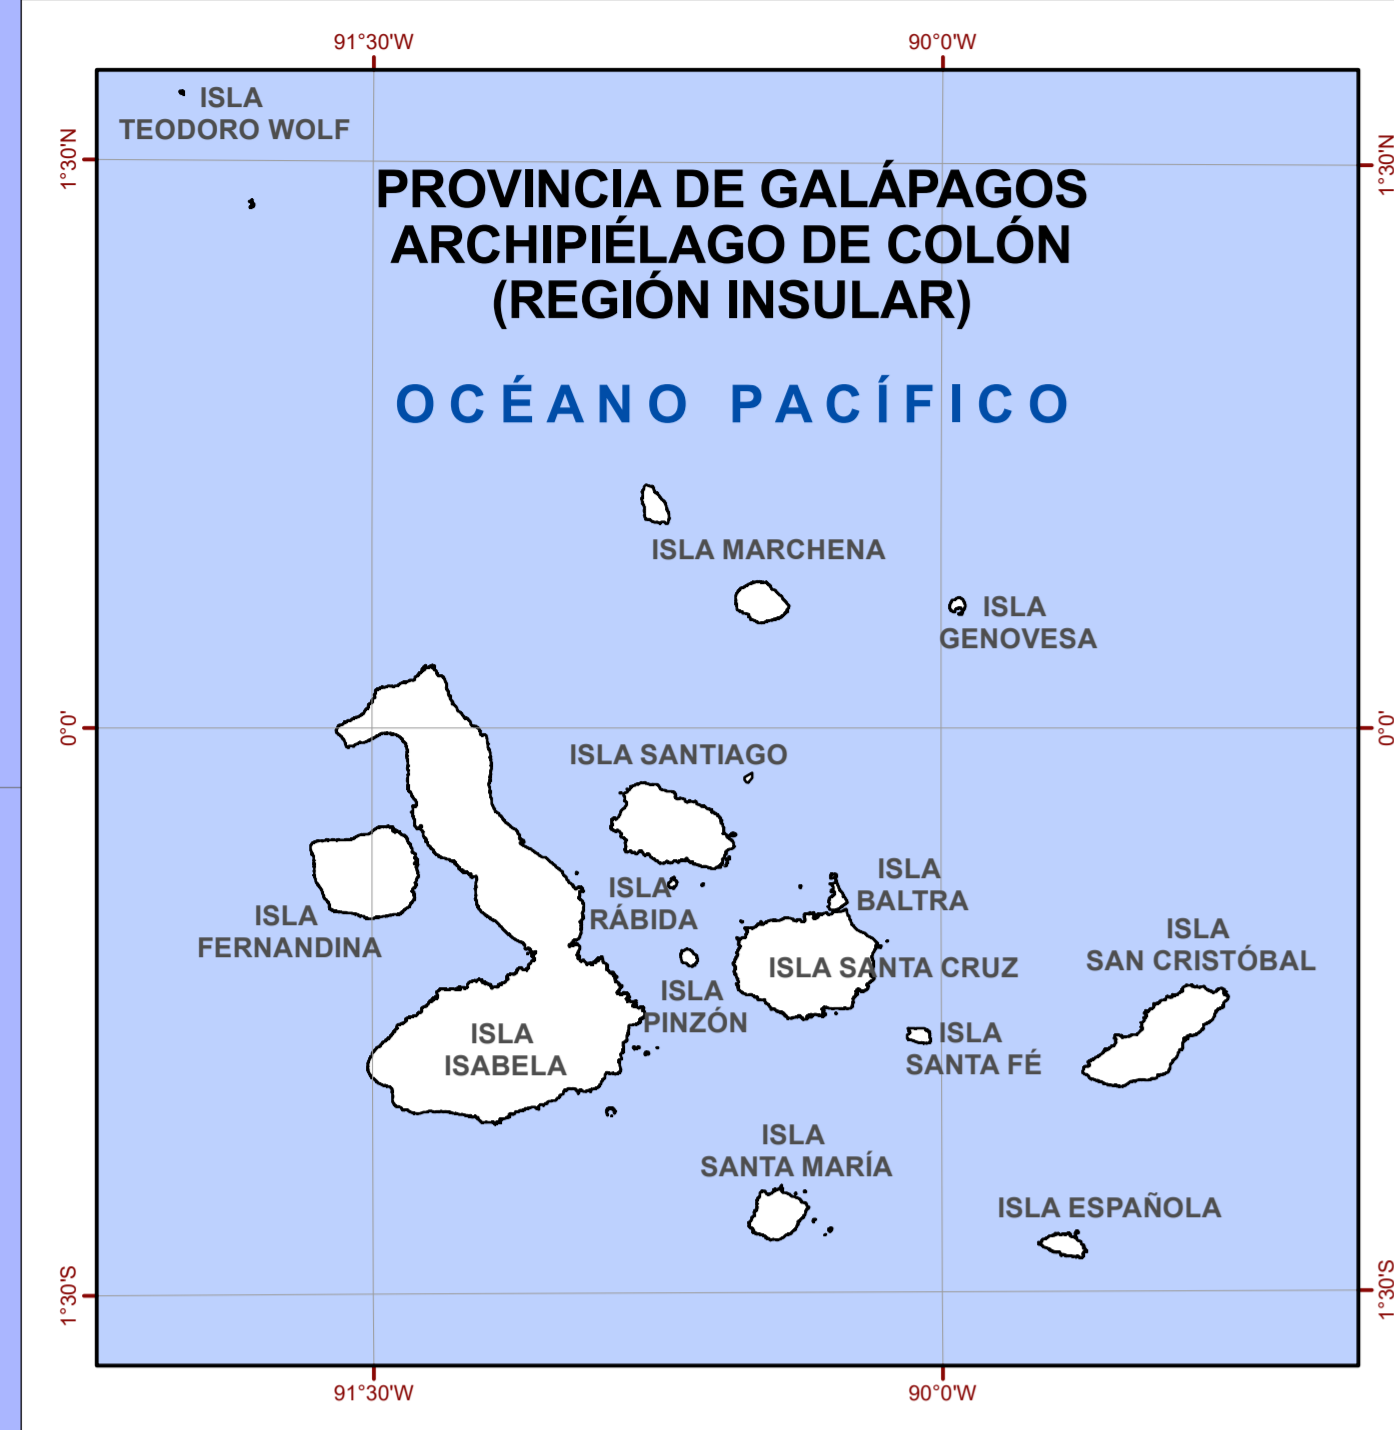 91°30'W
90°0'W
ISLA
TEODORO WOLF
1°30'N
1°30'N
PROVINCIA DE GALÁPAGOS
ARCHIPIÉLAGO DE COLÓN
(REGIÓN INSULAR)
OCÉANO PACÍFICO
ISLA MARCHENA
ISLA
GENOVESA
0°0'
0°0'
ISLA SANTIAGO
ISLA
BALTRA
ISLA
RÁBIDA
ISLA
FERNANDINA
ISLA
SAN CRISTÓBAL
ISLA SANTA CRUZ
ISLA
PINZÓN
ISLA
ISABELA
ISLA
SANTA FÉ
ISLA
SANTA MARÍA
ISLA ESPAÑOLA
1°30'S
1°30'S
91°30'W
90°0'W